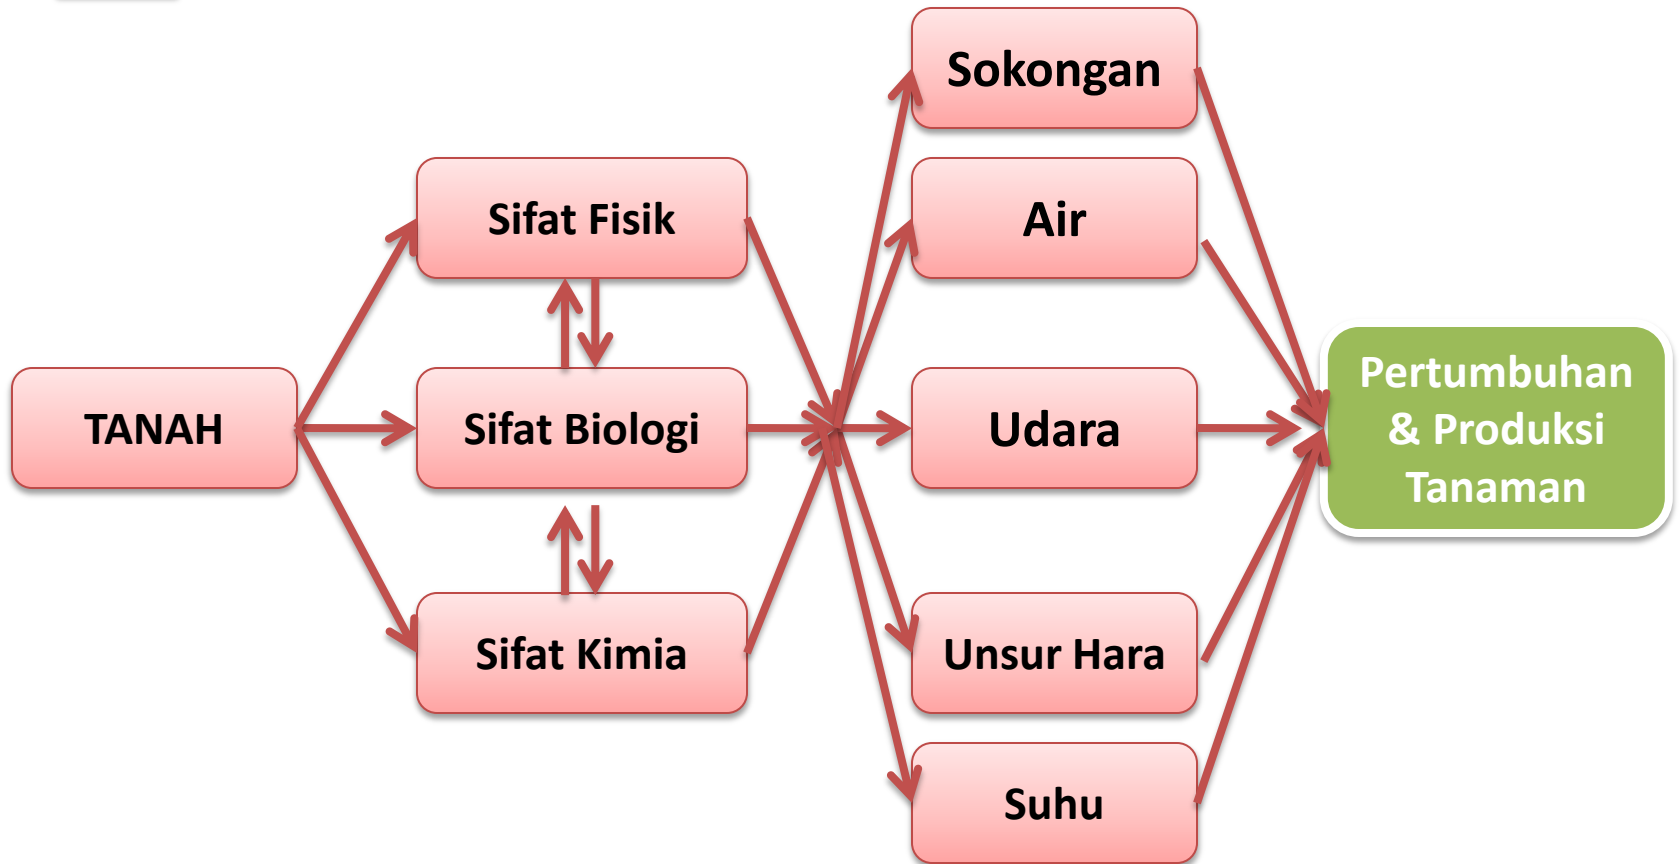 TANAH
Sifat Fisik
Sifat Biologi
Sifat Kimia
Sokongan
Air
Udara
Unsur Hara
Suhu
Pertumbuhan
& Produksi
Tanaman